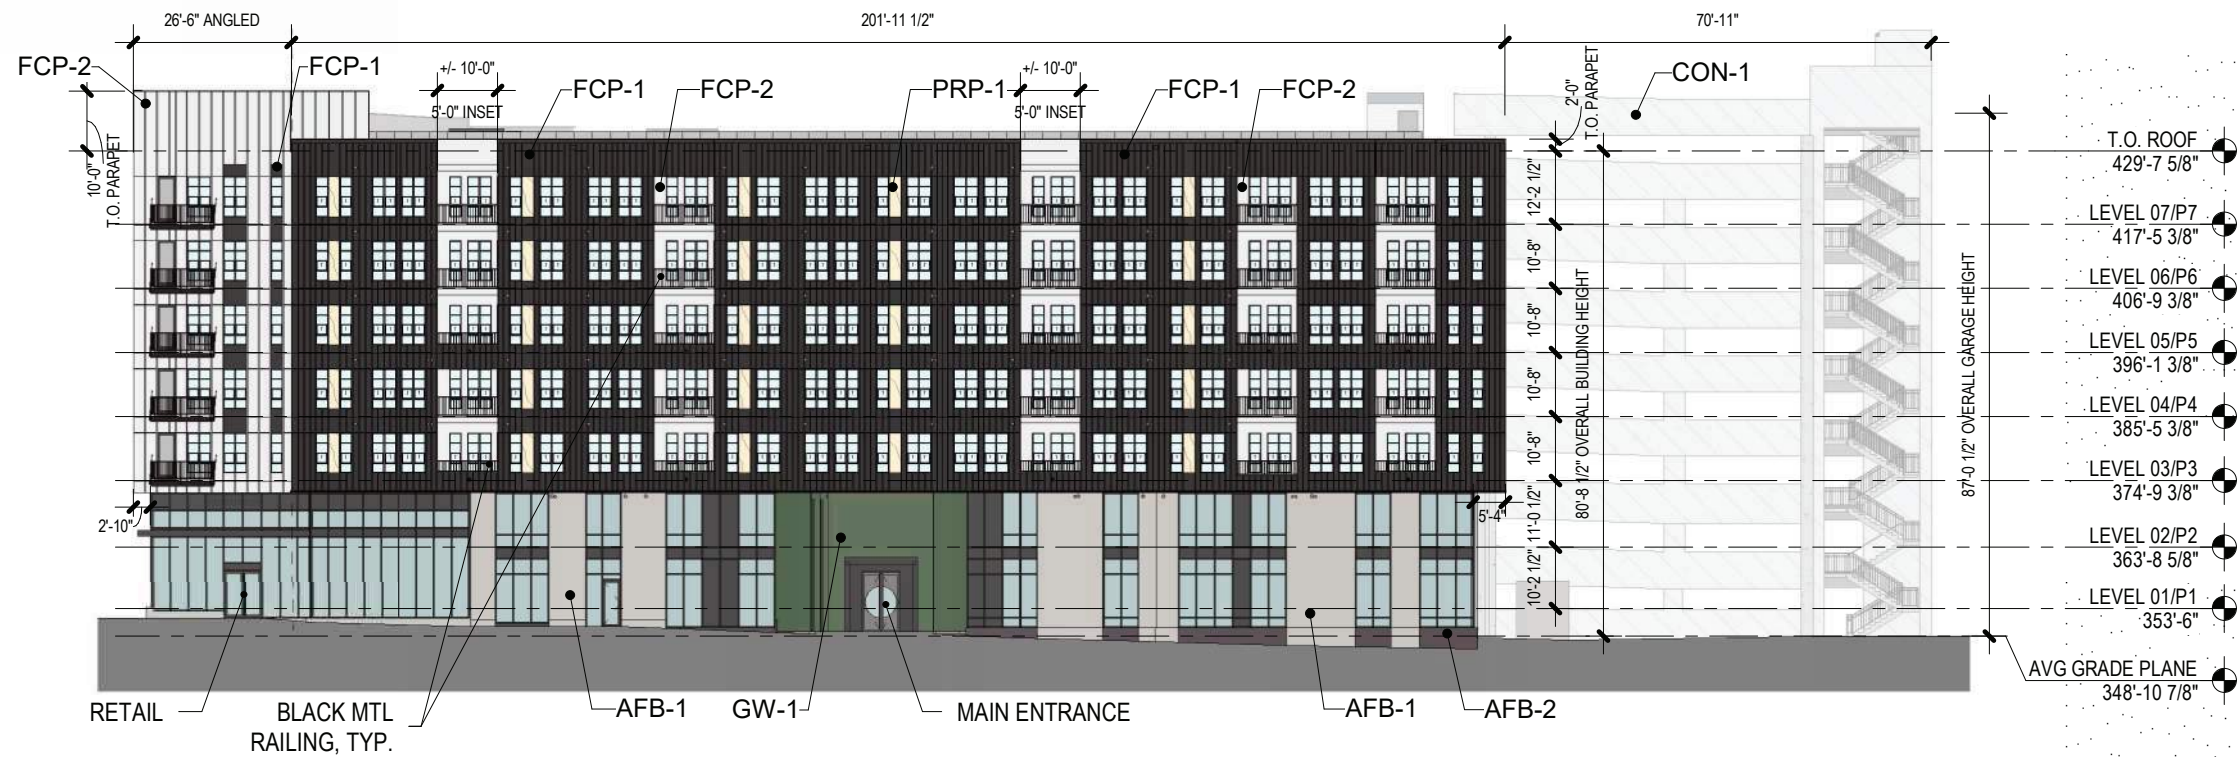 26'-6" ANGLED
201'-11 1/2"
70'-11"
FCP-2
FCP-1
+/- 10'-0"
5'-0" INSET
FCP-1
FCP-2
PRP-1
+/- 10'-0"
5'-0" INSET
FCP-1
FCP-2
2'-0"
T.O. PARAPET
CON-1
10'-0"
T.O. PARAPET
T.O. ROOF
429'-7 5/8"
12'-2 1/2"
LEVEL 07/P7
417'-5 3/8"
10'-8"
LEVEL 06/P6
406'-9 3/8"
10'-8"
LEVEL 05/P5
396'-1 3/8"
10'-8"
LEVEL 04/P4
385'-5 3/8"
10'-8"
LEVEL 03/P3
374'-9 3/8"
11'-0 1/2"
LEVEL 02/P2
363'-8 5/8"
10'-2 1/2"
LEVEL 01/P1
353'-6"
80'-8 1/2" OVERALL BUILDING HEIGHT
87'-0 1/2" OVERALL GARAGE HEIGHT
2'-10"
5'-4"
AVG GRADE PLANE
348'-10 7/8"
RETAIL
BLACK MTL
RAILING, TYP.
AFB-1
GW-1
MAIN ENTRANCE
AFB-1
AFB-2